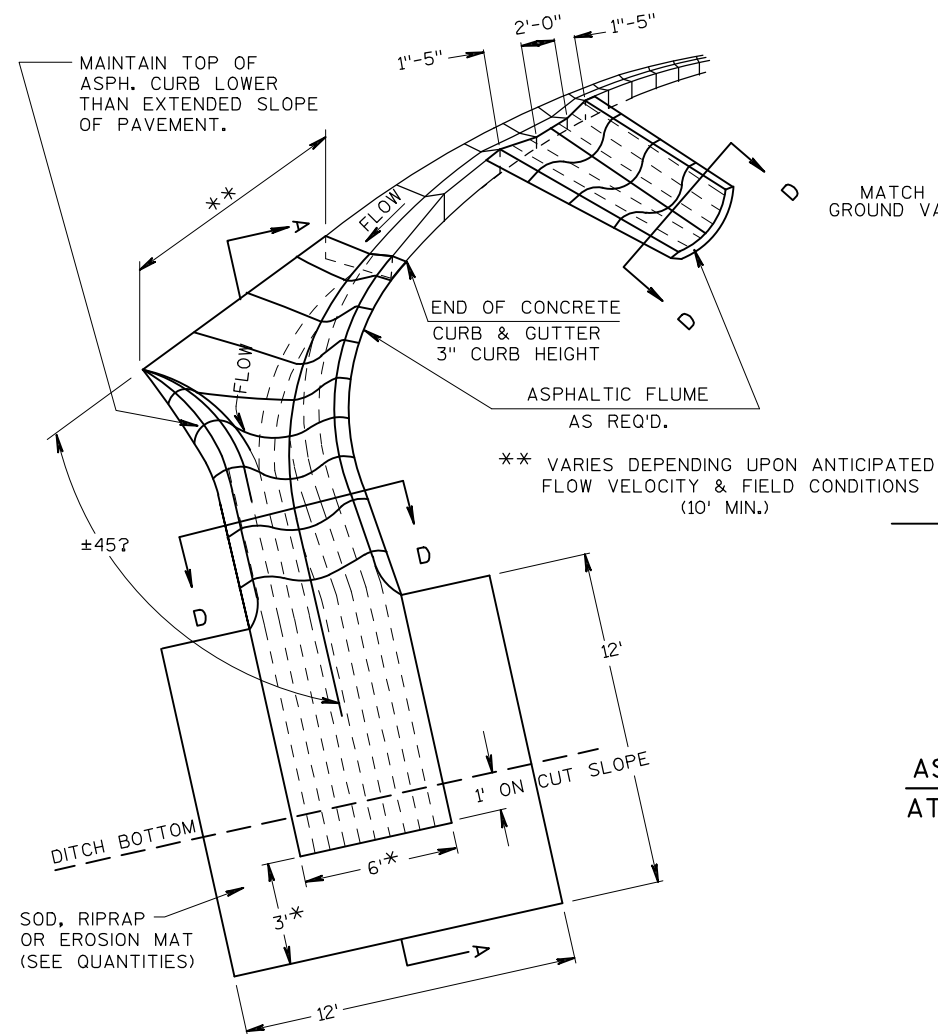 MAINTAIN TOP OF
ASPH. CURB LOWER
THAN EXTENDED SLOPE
OF PAVEMENT.
1"-5"
2'-0"
1"-5"
**
A
FLOW
D
MATCH
GROUND VA
D
END OF CONCRETE
CURB & GUTTER
3" CURB HEIGHT
FLOW
ASPHALTIC FLUME
AS REQ'D.
** VARIES DEPENDING UPON ANTICIPATED
FLOW VELOCITY & FIELD CONDITIONS
(10' MIN.)
±45?
D
D
12'
1' ON CUT SLOPE
DITCH BOTTOM
6'*
3'*
SOD, RIPRAP
OR EROSION MAT
(SEE QUANTITIES)
A
12'
AS
AT